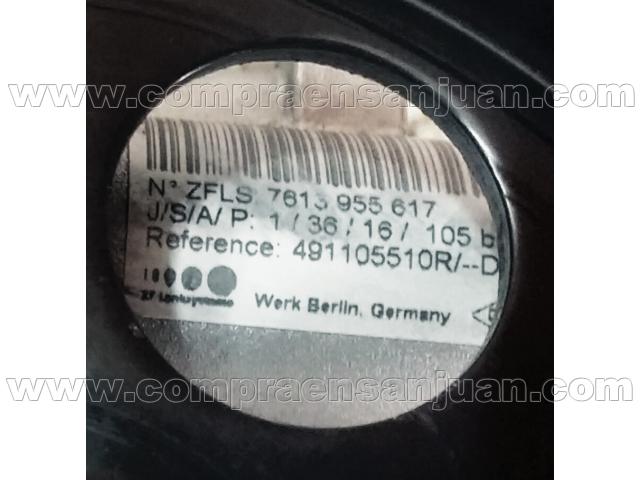 www.compraensanjuan.com
N° ZFLS 7613 955 617
J/S/A/ P: 1 / 36 / 16 / 105 b
Reference: 491105510R/--D
Werk Berlin, Germany
www.compraensanjuan.com